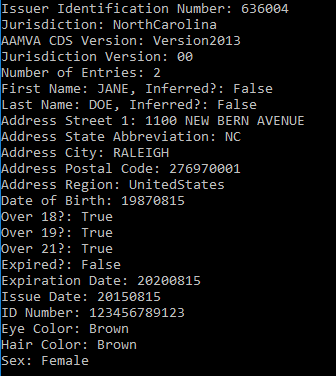 Issuer Identification Number: 636004
Jurisdiction: NorthCarolina
AAMVA CDS Version: Version2013
Jurisdiction Version: 00
Number of Entries: 2
First Name: JANE, Inferred?: False
Last Name: DOE, Inferred?: False
Address Street 1: 1100 NEW BERN AVENUE
Address State Abbreviation: NC
Address City: RALEIGH
Address Postal Code: 276970001
Address Region: UnitedStates
Date of Birth: 19870815
Over 18?: True
Over 19?: True
Over 21?: True
Expired?: False
Expiration Date: 20200815
Issue Date: 20150815
ID Number: 123456789123
Eye Color: Brown
Hair Color: Brown
Sex: Female